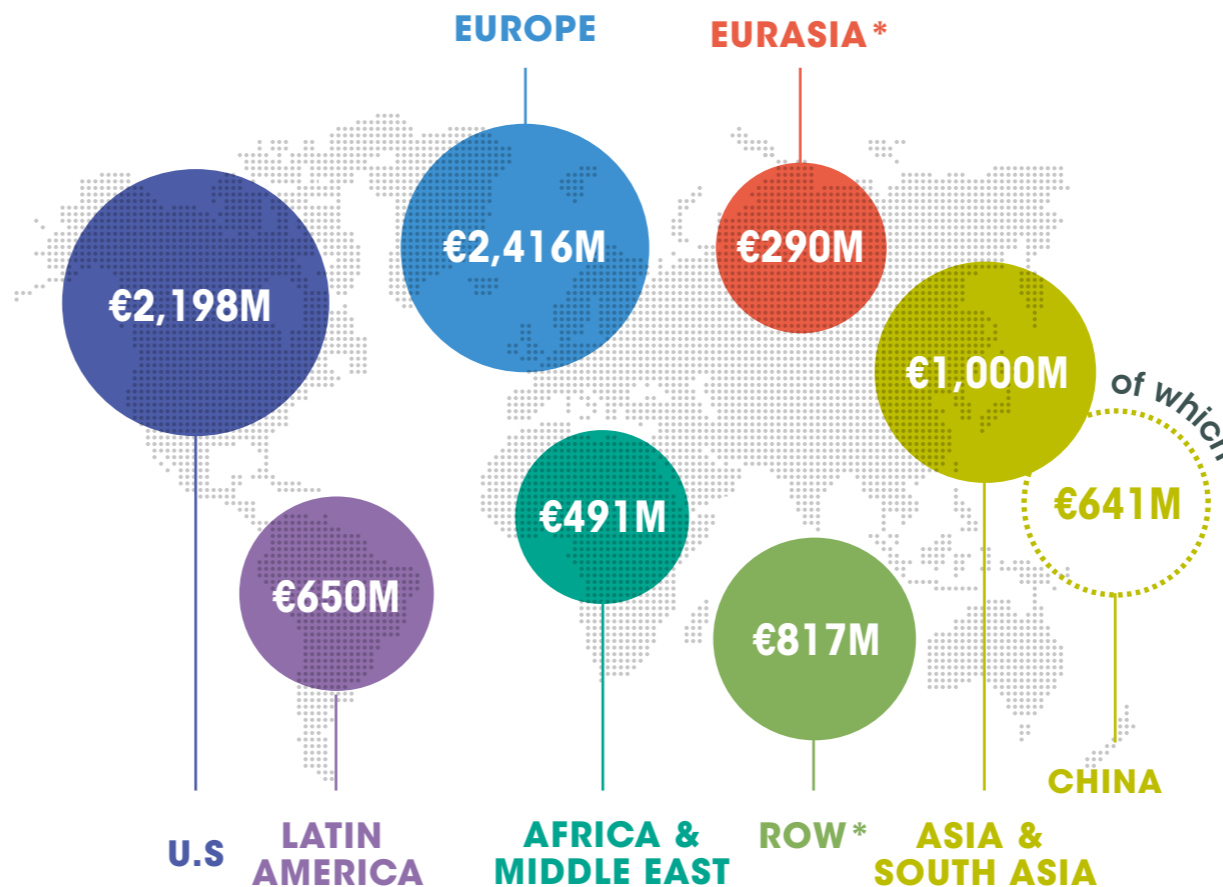 EUROPE
EURASIA*
€2,416M
€290M
€2,198M
€1,000M
of which
€641M
€491M
€650M
€817M
CHINA
U.S
LATIN
AMERICA
AFRICA &
MIDDLE EAST
ROW*
ASIA &
SOUTH ASIA